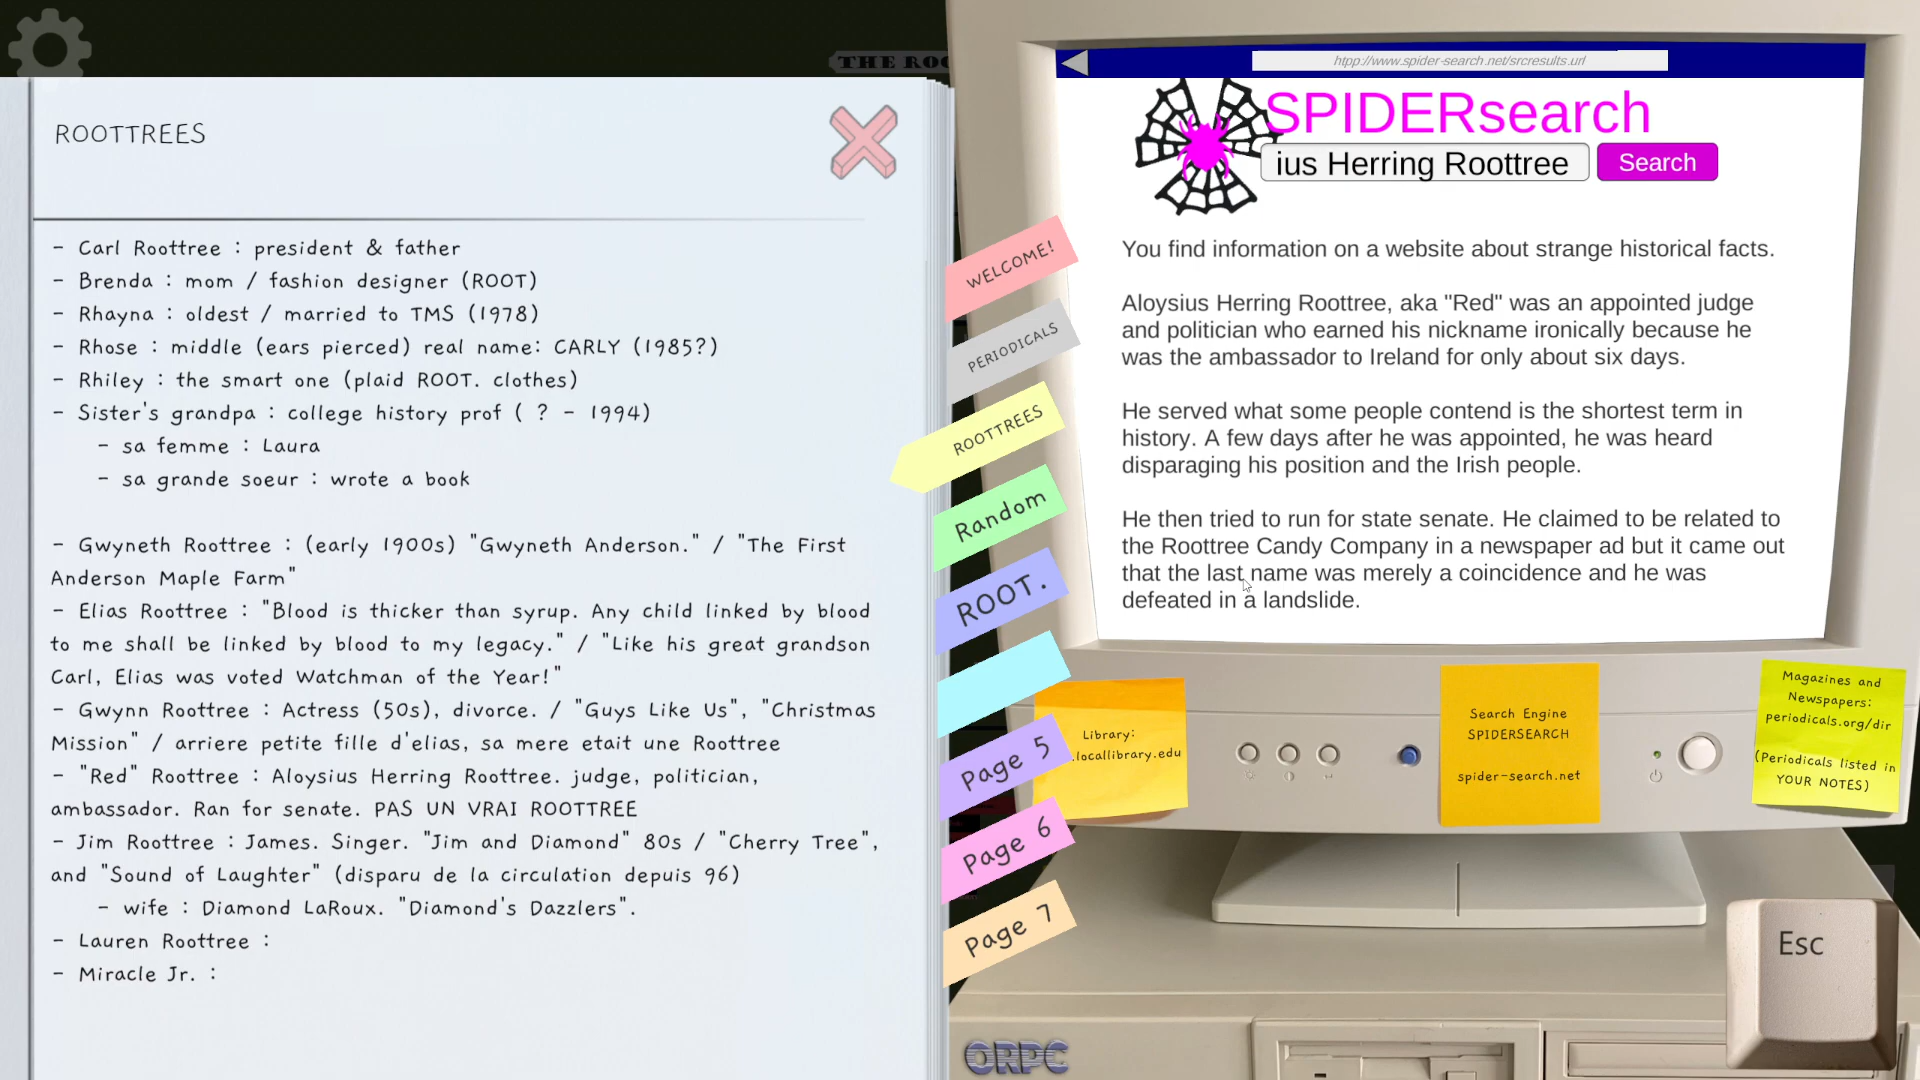 THE ROO
ROOTTREES
- Carl Roottree : president & father
- Brenda : mom / fashion designer (ROOT)
- Rhayna : oldest / married to TMS (1978)
- Rhose : middle (ears pierced) real name: CARLY (1985?)
- Rhiley : the smart one (plaid ROOT. clothes)
- Sister's grandpa : college history prof ( ? - 1994)
- sa femme : Laura
- sa grande soeur : wrote a book
- Gwyneth Roottree : (early 1900s) "Gwyneth Anderson." / "The First
Anderson Maple Farm"
- Elias Roottree : "Blood is thicker than syrup. Any child linked by blood
to me shall be linked by blood to my legacy." / "Like his great grandson
Carl, Elias was voted Watchman of the Year!"
- Gwynn Roottree : Actress (50s), divorce. / "Guys Like Us", "Christmas
Mission" / arriere petite fille d'elias, sa mere etait une Roottree
- "Red" Roottree : Aloysius Herring Roottree. judge, politician,
ambassador. Ran for senate. PAS UN VRAI ROOTTREE
- Jim Roottree : James. Singer. "Jim and Diamond" 80s / "Cherry Tree",
and "Sound of Laughter" (disparu de la circulation depuis 96)
- wife : Diamond LaRoux. "Diamond's Dazzlers".
- Lauren Roottree :
- Miracle Jr. :
WELCOME!
PERIODICALS
ROOTTREES
Random
ROOT.
Page 5
Page 6
Page 7
htpp://www.spider-search.net/srcresults.url
SPIDERsearch
ius Herring Roottree
Search
You find information on a website about strange historical facts.
Aloysius Herring Roottree, aka "Red" was an appointed judge
and politician who earned his nickname ironically because he
was the ambassador to Ireland for only about six days.
He served what some people contend is the shortest term in
history. A few days after he was appointed, he was heard
disparaging his position and the Irish people.
He then tried to run for state senate. He claimed to be related to
the Roottree Candy Company in a newspaper ad but it came out
that the last name was merely a coincidence and he was
defeated in a landslide.
Library:
.locallibrary.edu
Search Engine
SPIDERSEARCH
spider-search.net
Magazines and
Newspapers:
periodicals.org/dir
(Periodicals listed in
YOUR NOTES)
Esc
ORPC